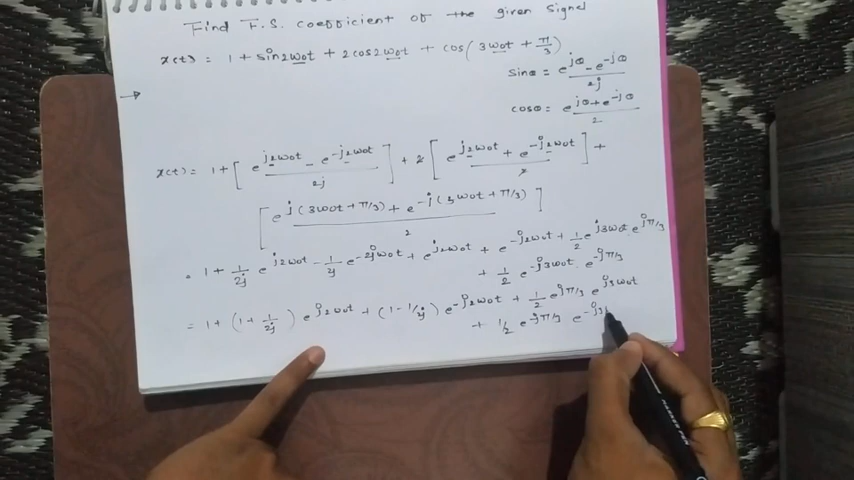 Find F.S. coefficient of the given signal
x(t) = 1 + sin2ω₀t + 2cos2ω₀t + cos(3ω₀t + π/3)
sinθ = (e^{jθ} - e^{-jθ})/2j
→
cosθ = (e^{jθ} + e^{-jθ})/2
x(t) = 1 + [(e^{j2ω₀t} - e^{-j2ω₀t})/2j] + 2[(e^{j2ω₀t} + e^{-j2ω₀t})/2] +
[(e^{j(3ω₀t + π/3)} + e^{-j(3ω₀t + π/3)})/2]
= 1 + 1/2j e^{j2ω₀t} - 1/2j e^{-2jω₀t} + e^{j2ω₀t} + e^{-j2ω₀t} + 1/2 e^{j3ω₀t} · e^{jπ/3}
+ 1/2 e^{-j3ω₀t} · e^{-jπ/3}
= 1 + (1 + 1/2j) e^{j2ω₀t} + (1 - 1/2j) e^{-j2ω₀t} + 1/2 e^{jπ/3} e^{j3ω₀t}
+ 1/2 e^{-jπ/3} e^{-j3